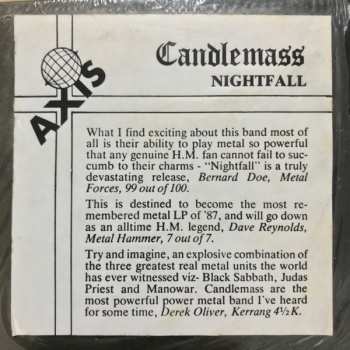 AXIS
Candlemass
NIGHTFALL
What I find exciting about this band most of
all is their ability to play metal so powerful
that any genuine H.M. fan cannot fail to suc-
cumb to their charms - "Nightfall" is a truly
devastating release, Bernard Doe, Metal
Forces, 99 out of 100.
This is destined to become the most re-
membered metal LP of '87, and will go down
as an alltime H.M. legend, Dave Reynolds,
Metal Hammer, 7 out of 7.
Try and imagine, an explosive combination of
the three greatest real metal units the world
has ever witnessed viz- Black Sabbath, Judas
Priest and Manowar. Candlemass are the
most powerful power metal band I've heard
for some time, Derek Oliver, Kerrang 4½ K.